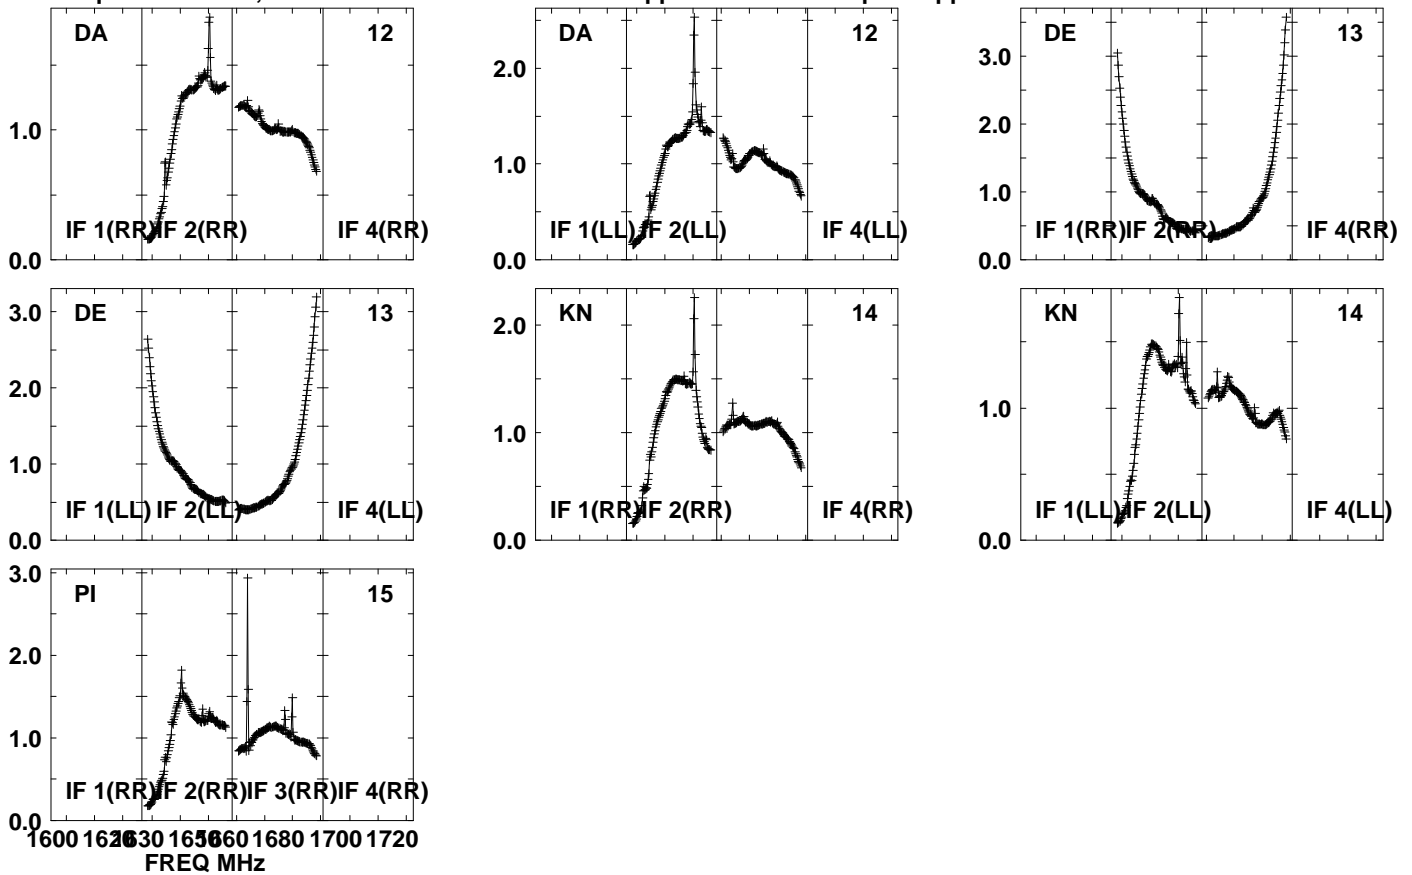 DA 12
1.0
IF 1(RR) IF 2(RR) IF 4(RR)
0.0
DA 12
2.0
1.0
IF 1(LL) IF 2(LL) IF 4(LL)
0.0
DE 13
3.0
2.0
1.0
IF 1(RR) IF 2(RR) IF 4(RR)
0.0
DE 13
3.0
2.0
1.0
IF 1(LL) IF 2(LL) IF 4(LL)
0.0
KN 14
2.0
1.0
IF 1(RR) IF 2(RR) IF 4(RR)
0.0
KN 14
1.0
IF 1(LL) IF 2(LL) IF 4(LL)
0.0
PI 15
3.0
2.0
1.0
IF 1(RR) IF 2(RR) IF 3(RR) IF 4(RR)
0.0
1600 1620 1630 1650 1660 1680 1700 1720
FREQ MHz